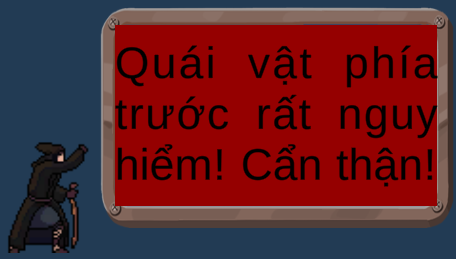 Quái vật phía
trước rất nguy
hiểm! Cẩn thận!